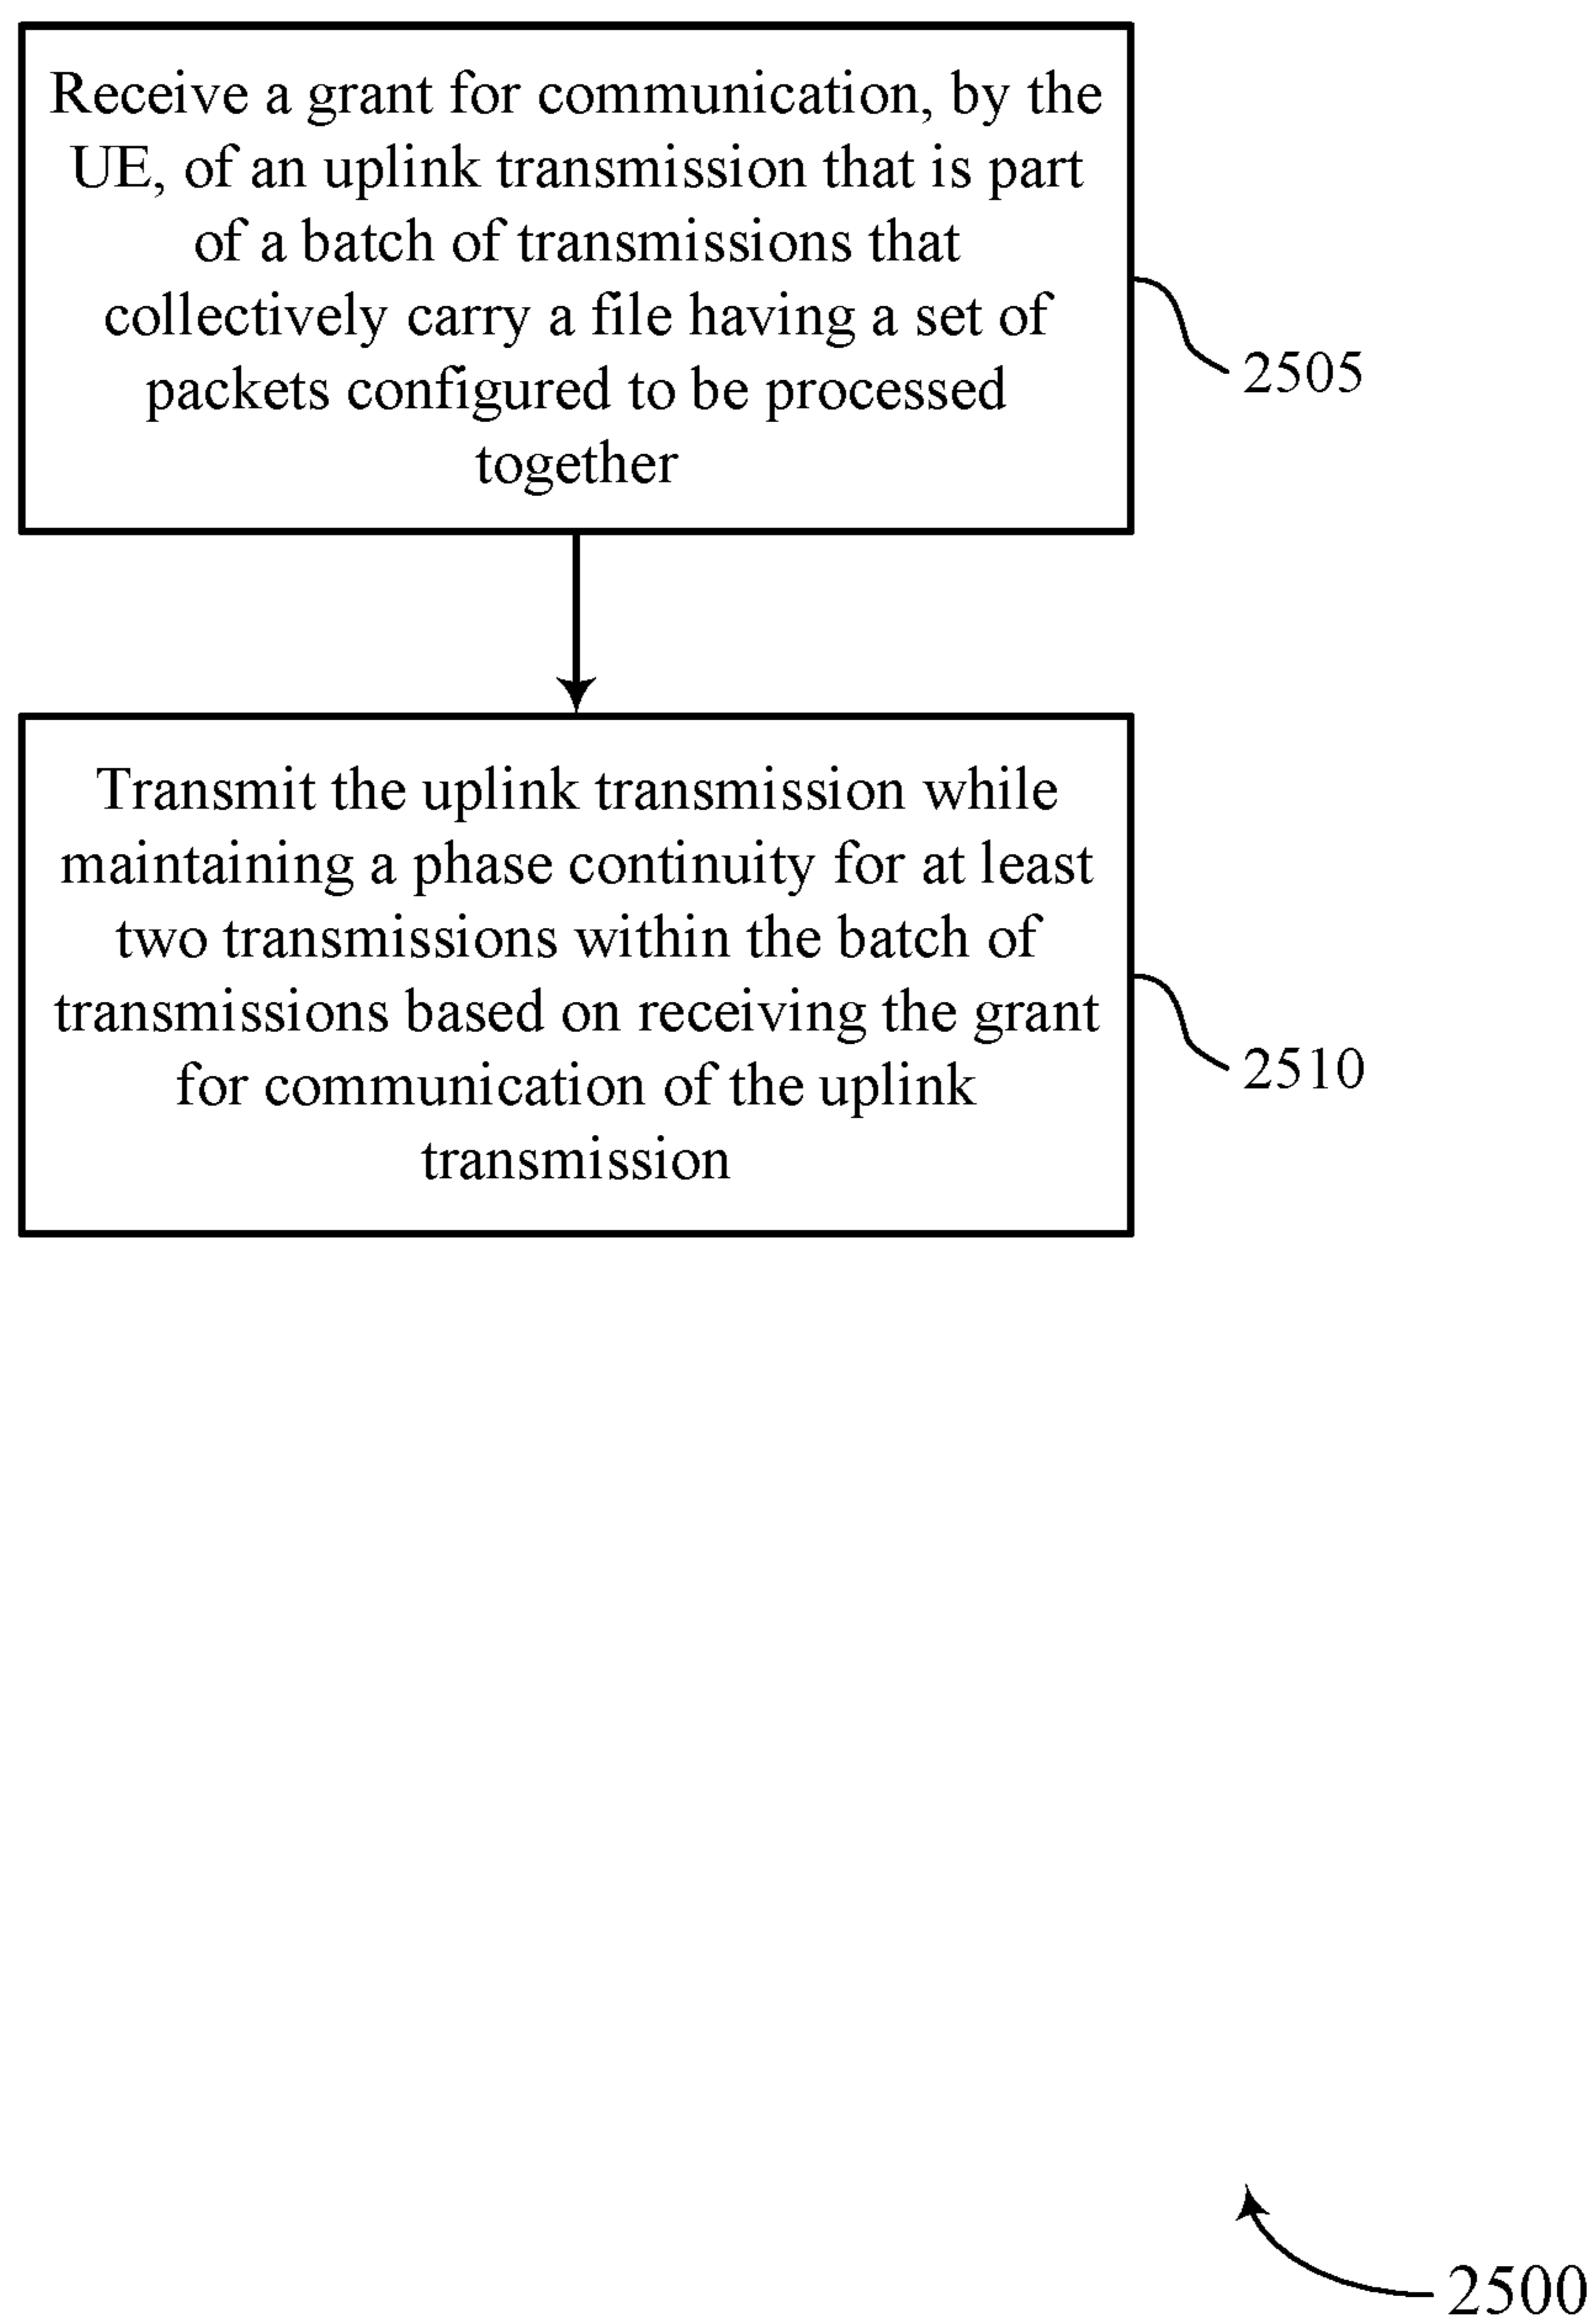 Receive a grant for communication, by the
UE, of an uplink transmission that is part
of a batch of transmissions that
collectively carry a file having a set of
packets configured to be processed
together
2505
Transmit the uplink transmission while
maintaining a phase continuity for at least
two transmissions within the batch of
transmissions based on receiving the grant
for communication of the uplink
transmission
2510
2500